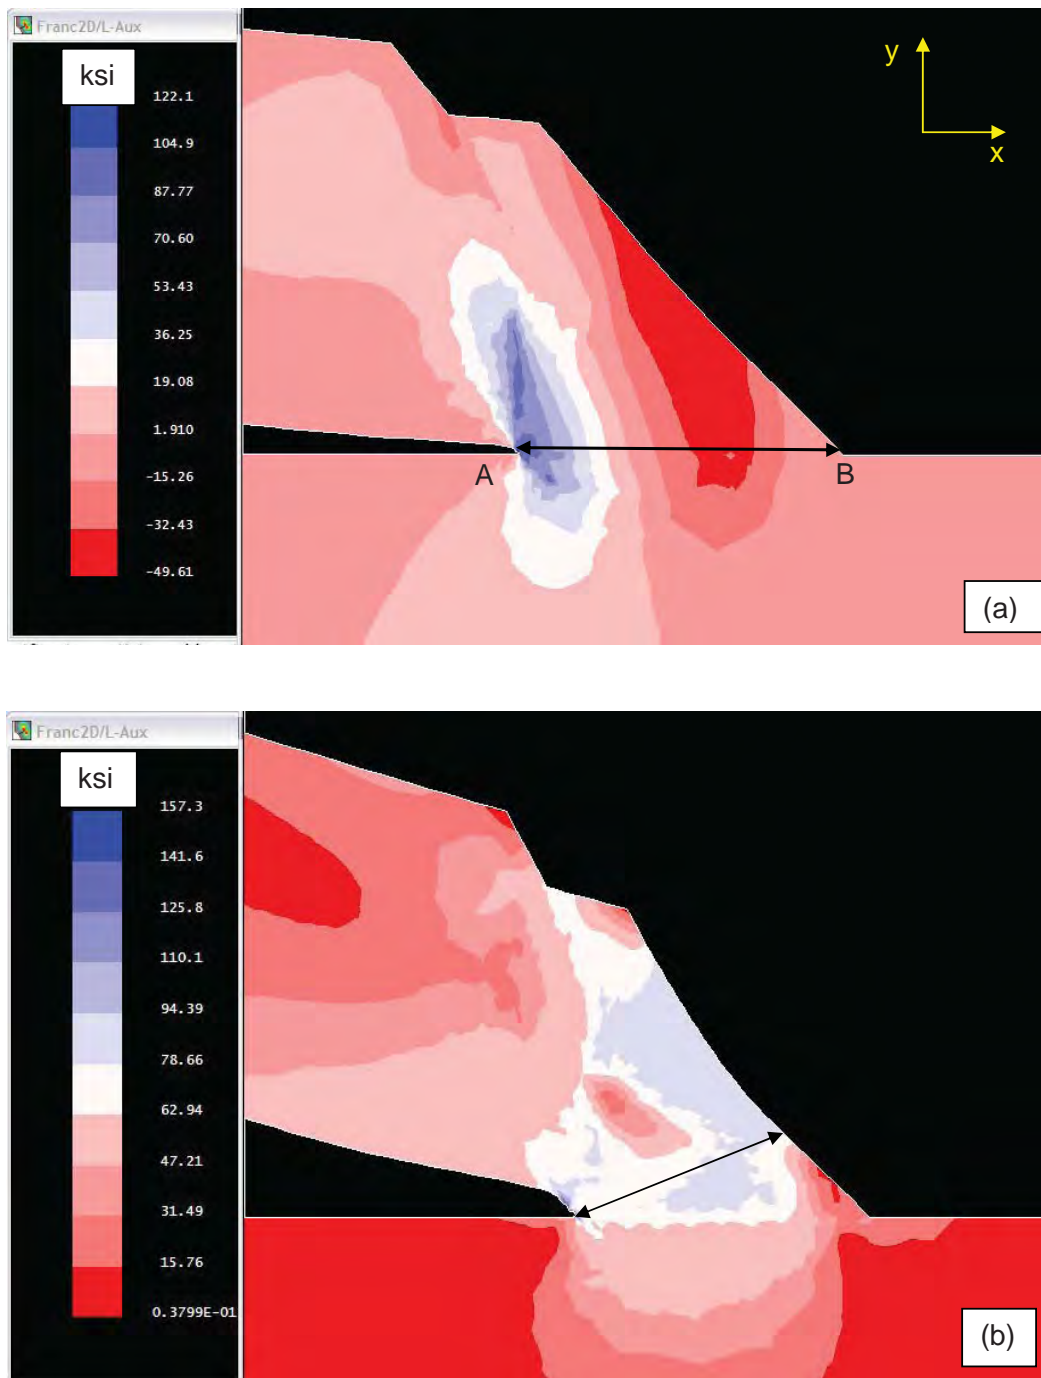 Franc2D/L-Aux
ksi
122.1
104.9
87.77
70.60
53.43
36.25
19.08
1.910
-15.26
-32.43
-49.61
y
x
A
B
(a)
Franc2D/L-Aux
ksi
157.3
141.6
125.8
110.1
94.39
78.66
62.94
47.21
31.49
15.76
0.3799E-01
(b)